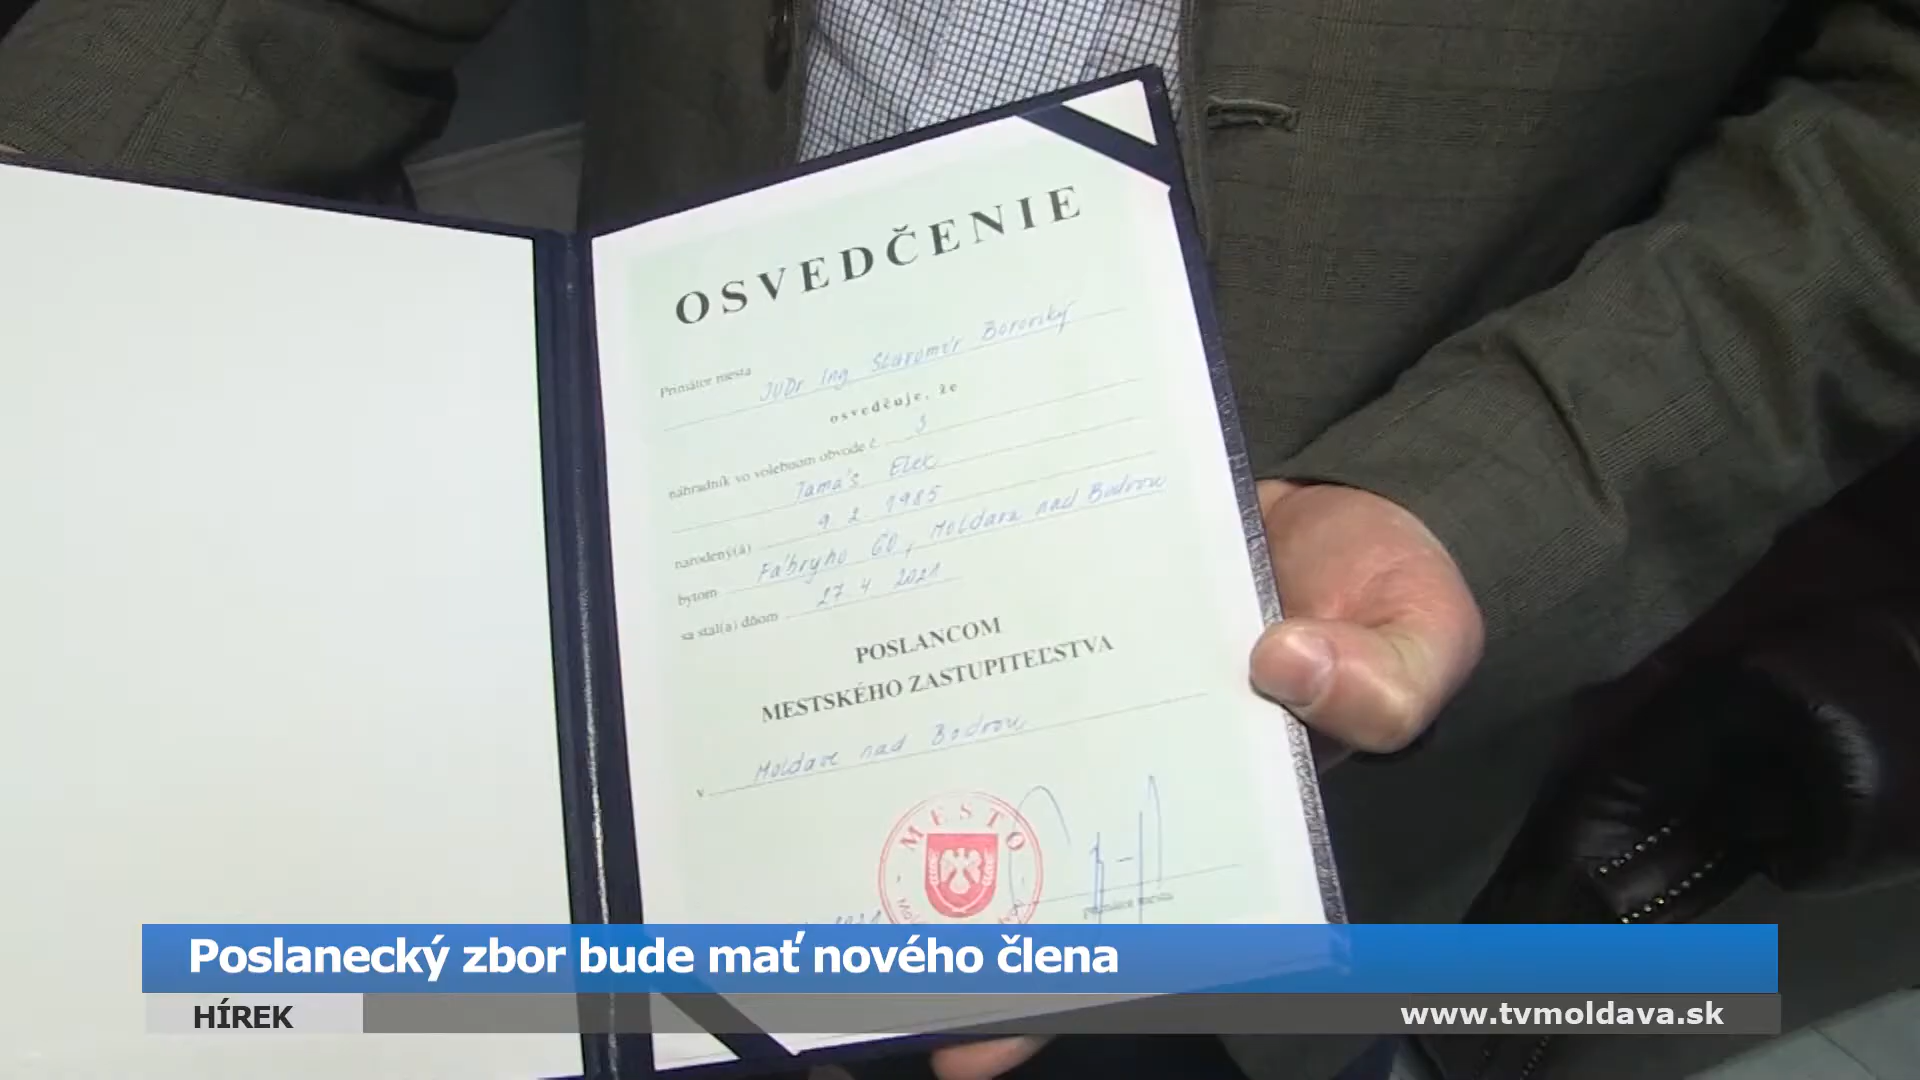 OSVEDČENIE
Primátor mesta JUDr Ing Slavomír Borovský
osvedčuje, že
náhradník vo volebnom obvode č. 3
Tamás Elek
narodený(á) 9 2 1985
bytom Fábryho 60, Moldava nad Bodvou
sa stal(a) dňom 27 4 2021
POSLANCOM
MESTSKÉHO ZASTUPITEĽSTVA
v Moldave nad Bodvou
MESTO
2021
Primátor mesta
Poslanecký zbor bude mať nového člena
HÍREK
www.tvmoldava.sk